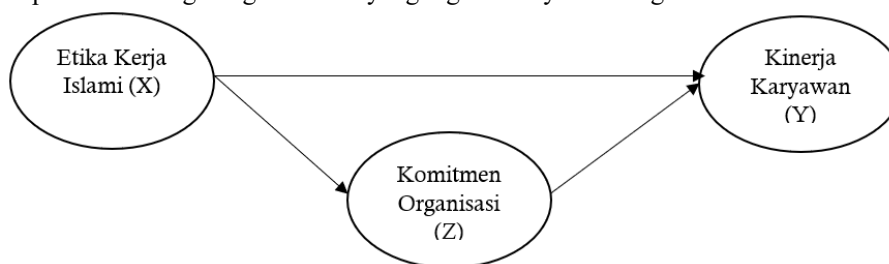 Etika Kerja
Islami (X)
Kinerja
Karyawan
(Y)
Komitmen
Organisasi
(Z)